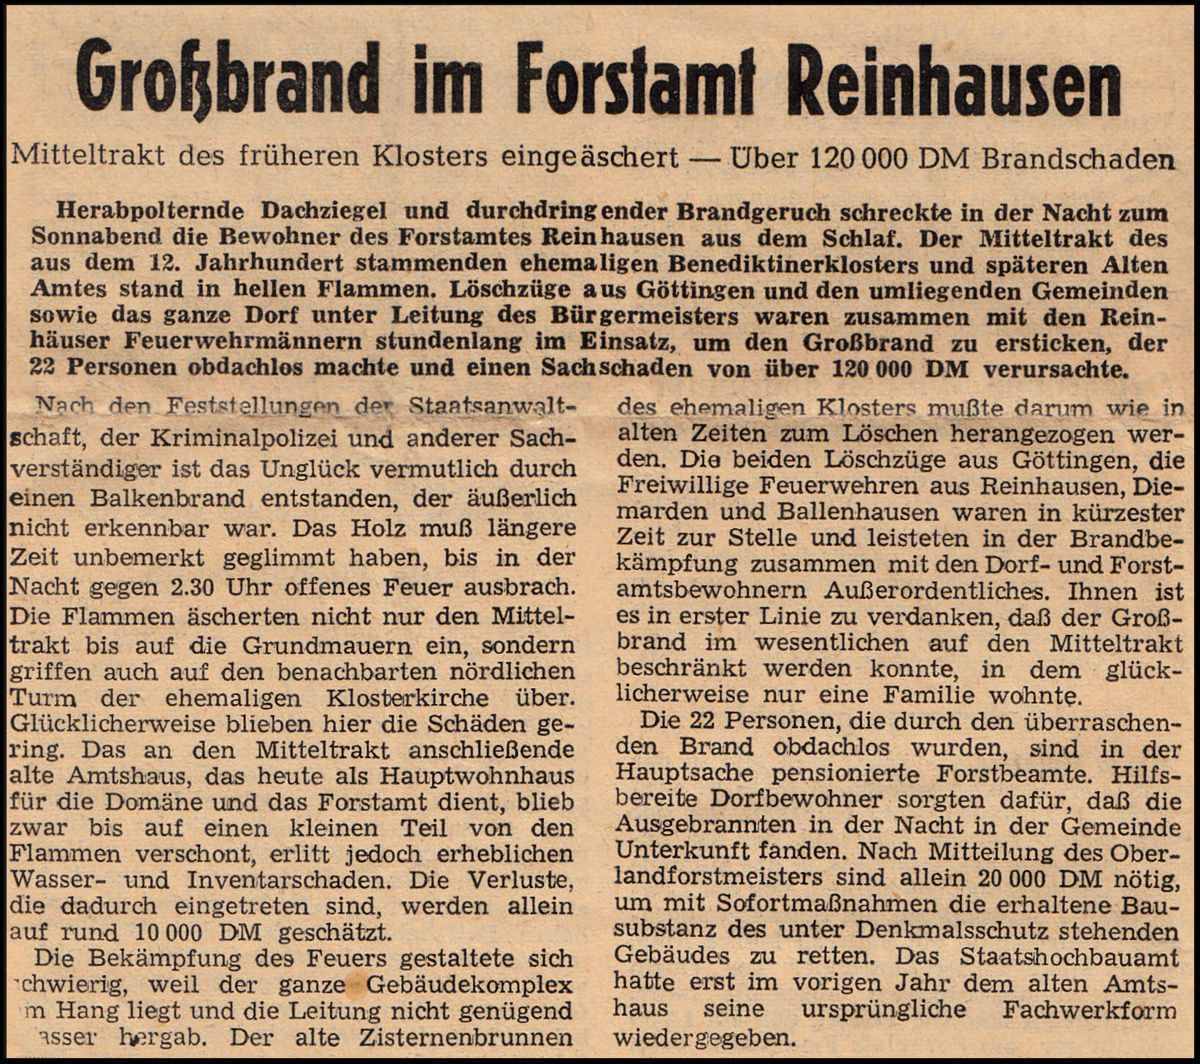 Großbrand im Forstamt Reinhausen
Mitteltrakt des früheren Klosters eingeäschert — Über 120 000 DM Brandschaden
Herabpolternde Dachziegel und durchdringender Brandgeruch schreckte in der Nacht zum
Sonnabend die Bewohner des Forstamtes Reinhausen aus dem Schlaf. Der Mitteltrakt des
aus dem 12. Jahrhundert stammenden ehemaligen Benediktinerklosters und späteren Alten
Amtes stand in hellen Flammen. Löschzüge aus Göttingen und den umliegenden Gemeinden
sowie das ganze Dorf unter Leitung des Bürgermeisters waren zusammen mit den Rein-
häuser Feuerwehrmännern stundenlang im Einsatz, um den Großbrand zu ersticken, der
22 Personen obdachlos machte und einen Sachschaden von über 120 000 DM verursachte.
Nach den Feststellungen der Staatsanwalt-
schaft, der Kriminalpolizei und anderer Sach-
verständiger ist das Unglück vermutlich durch
einen Balkenbrand entstanden, der äußerlich
nicht erkennbar war. Das Holz muß längere
Zeit unbemerkt geglimmt haben, bis in der
Nacht gegen 2.30 Uhr offenes Feuer ausbrach.
Die Flammen äscherten nicht nur den Mittel-
trakt bis auf die Grundmauern ein, sondern
griffen auch auf den benachbarten nördlichen
Turm der ehemaligen Klosterkirche über.
Glücklicherweise blieben hier die Schäden ge-
ring. Das an den Mitteltrakt anschließende
alte Amtshaus, das heute als Hauptwohnhaus
für die Domäne und das Forstamt dient, blieb
zwar bis auf einen kleinen Teil von den
Flammen verschont, erlitt jedoch erheblichen
Wasser- und Inventarschaden. Die Verluste,
die dadurch eingetreten sind, werden allein
auf rund 10 000 DM geschätzt.
Die Bekämpfung des Feuers gestaltete sich
chwierig, weil der ganze Gebäudekomplex
m Hang liegt und die Leitung nicht genügend
asser hergab. Der alte Zisternenbrunnen
des ehemaligen Klosters mußte darum wie in
alten Zeiten zum Löschen herangezogen wer-
den. Die beiden Löschzüge aus Göttingen, die
Freiwillige Feuerwehren aus Reinhausen, Die-
marden und Ballenhausen waren in kürzester
Zeit zur Stelle und leisteten in der Brandbe-
kämpfung zusammen mit den Dorf- und Forst-
amtsbewohnern Außerordentliches. Ihnen ist
es in erster Linie zu verdanken, daß der Groß-
brand im wesentlichen auf den Mitteltrakt
beschränkt werden konnte, in dem glück-
licherweise nur eine Familie wohnte.
Die 22 Personen, die durch den überraschen-
den Brand obdachlos wurden, sind in der
Hauptsache pensionierte Forstbeamte. Hilfs-
bereite Dorfbewohner sorgten dafür, daß die
Ausgebrannten in der Nacht in der Gemeinde
Unterkunft fanden. Nach Mitteilung des Ober-
landforstmeisters sind allein 20 000 DM nötig,
um mit Sofortmaßnahmen die erhaltene Bau-
substanz des unter Denkmalsschutz stehenden
Gebäudes zu retten. Das Staatshochbauamt
hatte erst im vorigen Jahr dem alten Amts-
haus seine ursprüngliche Fachwerkform
wiedergegeben.